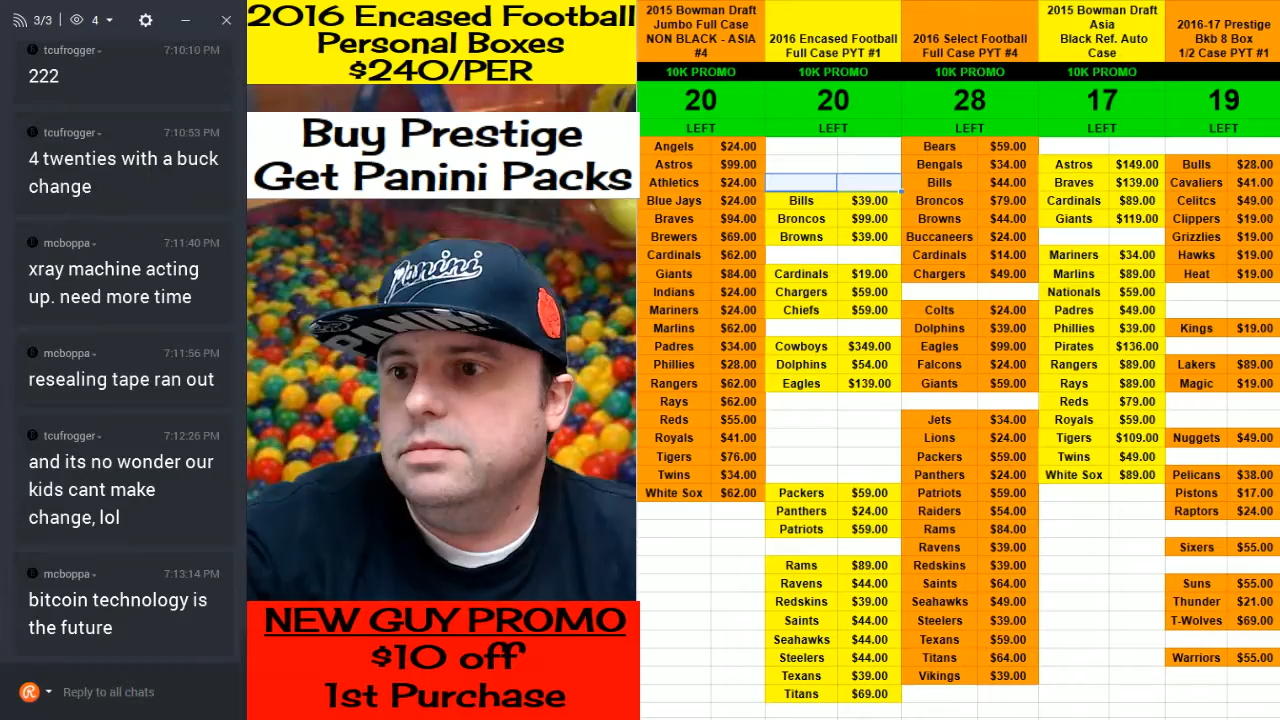 3/3 4
tcufrogger 7:10:10 PM
222
tcufrogger 7:10:53 PM
4 twenties with a buck
change
mcboppa 7:11:40 PM
xray machine acting
up. need more time
mcboppa 7:11:56 PM
resealing tape ran out
tcufrogger 7:12:26 PM
and its no wonder our
kids cant make
change, lol
mcboppa 7:13:14 PM
bitcoin technology is
the future
Reply to all chats
2016 Encased Football
Personal Boxes
$240/PER
Buy Prestige
Get Panini Packs
Panini
PANINI
NEW GUY PROMO
$10 off
1st Purchase
2015 Bowman Draft
Jumbo Full Case
NON BLACK - ASIA
#4
10K PROMO
20
LEFT
Angels $24.00
Astros $99.00
Athletics $24.00
Blue Jays $24.00
Braves $94.00
Brewers $69.00
Cardinals $62.00
Giants $84.00
Indians $24.00
Mariners $24.00
Marlins $62.00
Padres $34.00
Phillies $28.00
Rangers $62.00
Rays $62.00
Reds $55.00
Royals $41.00
Tigers $76.00
Twins $34.00
White Sox $62.00
2016 Encased Football
Full Case PYT #1
10K PROMO
20
LEFT
Bills $39.00
Broncos $99.00
Browns $39.00
Cardinals $19.00
Chargers $59.00
Chiefs $59.00
Cowboys $349.00
Dolphins $54.00
Eagles $139.00
Packers $59.00
Panthers $24.00
Patriots $59.00
Rams $89.00
Ravens $44.00
Redskins $39.00
Saints $44.00
Seahawks $44.00
Steelers $44.00
Texans $39.00
Titans $69.00
2016 Select Football
Full Case PYT #4
10K PROMO
28
LEFT
Bears $59.00
Bengals $34.00
Bills $44.00
Broncos $79.00
Browns $44.00
Buccaneers $24.00
Cardinals $14.00
Chargers $49.00
Colts $24.00
Dolphins $39.00
Eagles $99.00
Falcons $24.00
Giants $59.00
Jets $34.00
Lions $24.00
Packers $59.00
Panthers $24.00
Patriots $59.00
Raiders $54.00
Rams $84.00
Ravens $39.00
Redskins $39.00
Saints $64.00
Seahawks $49.00
Steelers $39.00
Texans $59.00
Titans $64.00
Vikings $39.00
2015 Bowman Draft
Asia
Black Ref. Auto
Case
10K PROMO
17
LEFT
Astros $149.00
Braves $139.00
Cardinals $89.00
Giants $119.00
Mariners $34.00
Marlins $89.00
Nationals $59.00
Padres $49.00
Phillies $39.00
Pirates $136.00
Rangers $89.00
Rays $89.00
Reds $79.00
Royals $59.00
Tigers $109.00
Twins $49.00
White Sox $89.00
2016-17 Prestige
Bkb 8 Box
1/2 Case PYT #1
19
LEFT
Bulls $28.00
Cavaliers $41.00
Celitcs $49.00
Clippers $19.00
Grizzlies $19.00
Hawks $19.00
Heat $19.00
Kings $19.00
Lakers $89.00
Magic $19.00
Nuggets $49.00
Pelicans $38.00
Pistons $17.00
Raptors $24.00
Sixers $55.00
Suns $55.00
Thunder $21.00
T-Wolves $69.00
Warriors $55.00